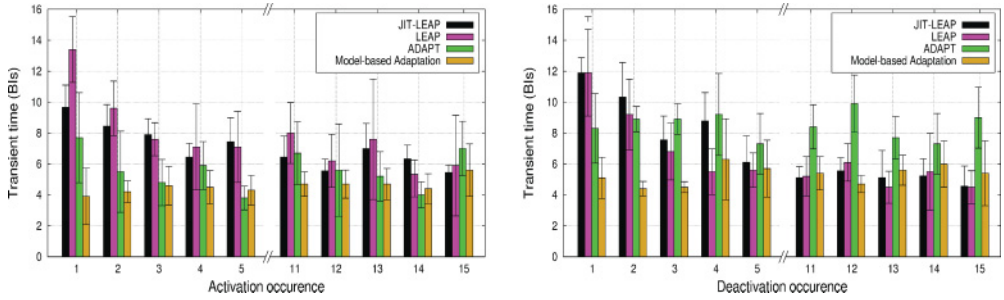 16
14
12
10
8
6
4
2
0
Transient time (BIs)
JIT-LEAP
LEAP
ADAPT
Model-based Adaptation
1 2 3 4 5 // 11 12 13 14 15
Activation occurence
16
14
12
10
8
6
4
2
0
Transient time (BIs)
JIT-LEAP
LEAP
ADAPT
Model-based Adaptation
1 2 3 4 5 // 11 12 13 14 15
Deactivation occurence